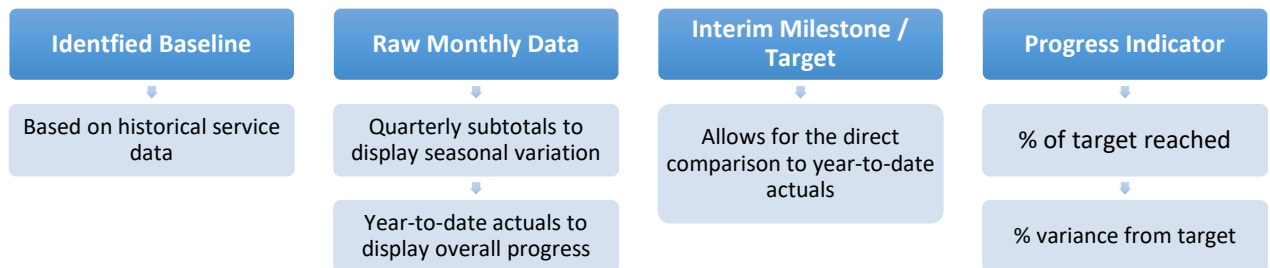 Identfied Baseline
Based on historical service
data
Raw Monthly Data
Quarterly subtotals to
display seasonal variation
Year-to-date actuals to
display overall progress
Interim Milestone /
Target
Allows for the direct
comparison to year-to-date
actuals
Progress Indicator
% of target reached
% variance from target